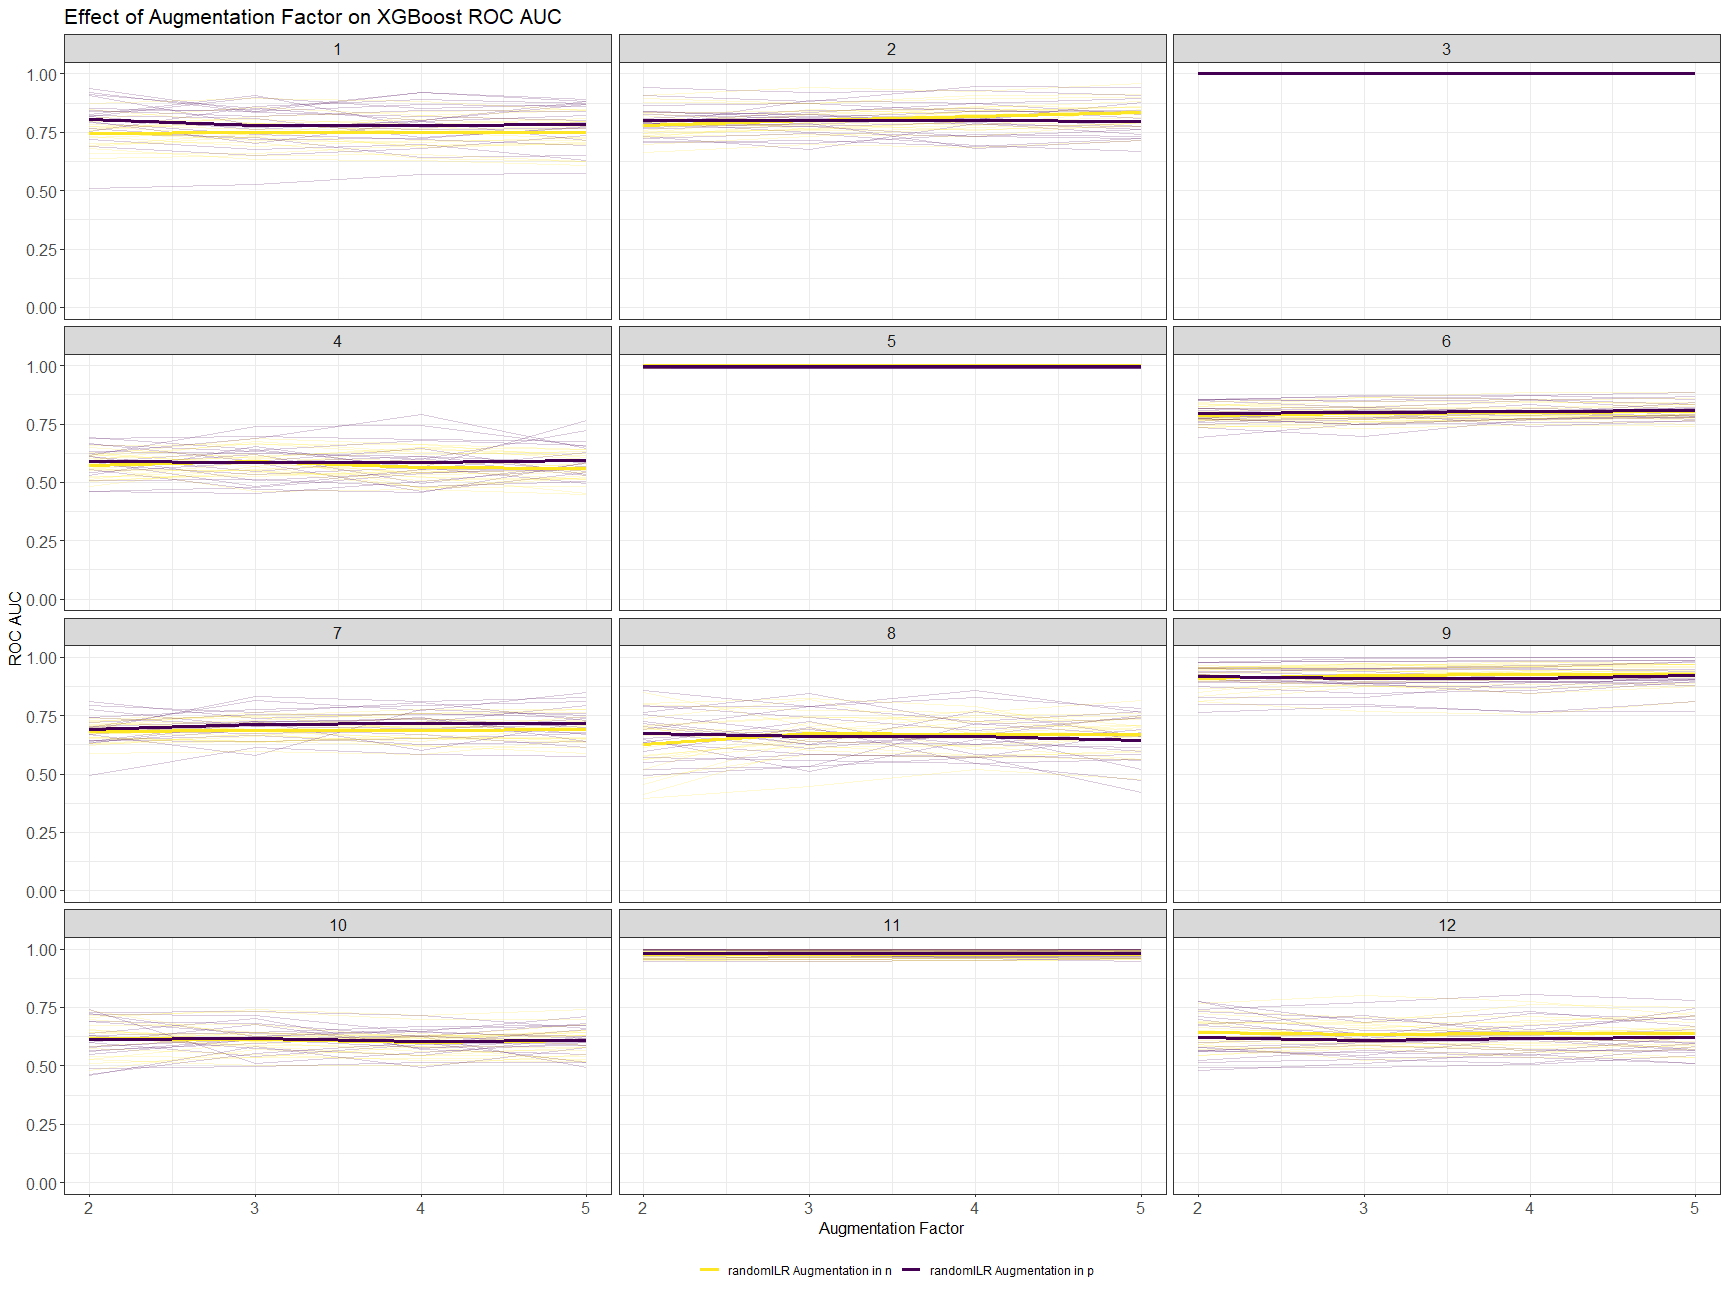 Effect of Augmentation Factor on XGBoost ROC AUC
1 2 3
1.00
0.75
0.50
0.25
0.00
4 5 6
1.00
0.75
0.50
0.25
0.00
ROC AUC
7 8 9
1.00
0.75
0.50
0.25
0.00
10 11 12
1.00
0.75
0.50
0.25
0.00
2 3 4 5 2 3 4 5 2 3 4 5
Augmentation Factor
randomILR Augmentation in n randomILR Augmentation in p